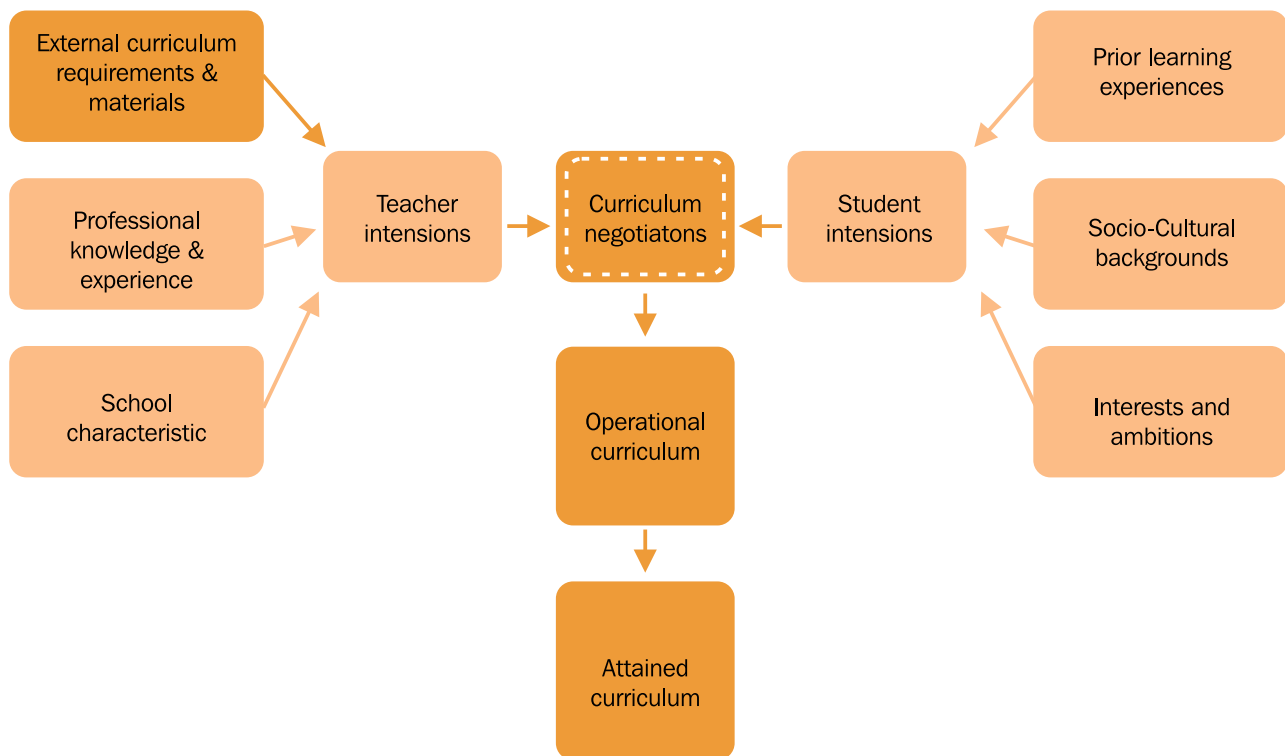 External curriculum
requirements &
materials
Professional
knowledge &
experience
School
characteristic
Teacher
intensions
Curriculum
negotiatons
Operational
curriculum
Attained
curriculum
Student
intensions
Prior learning
experiences
Socio-Cultural
backgrounds
Interests and
ambitions